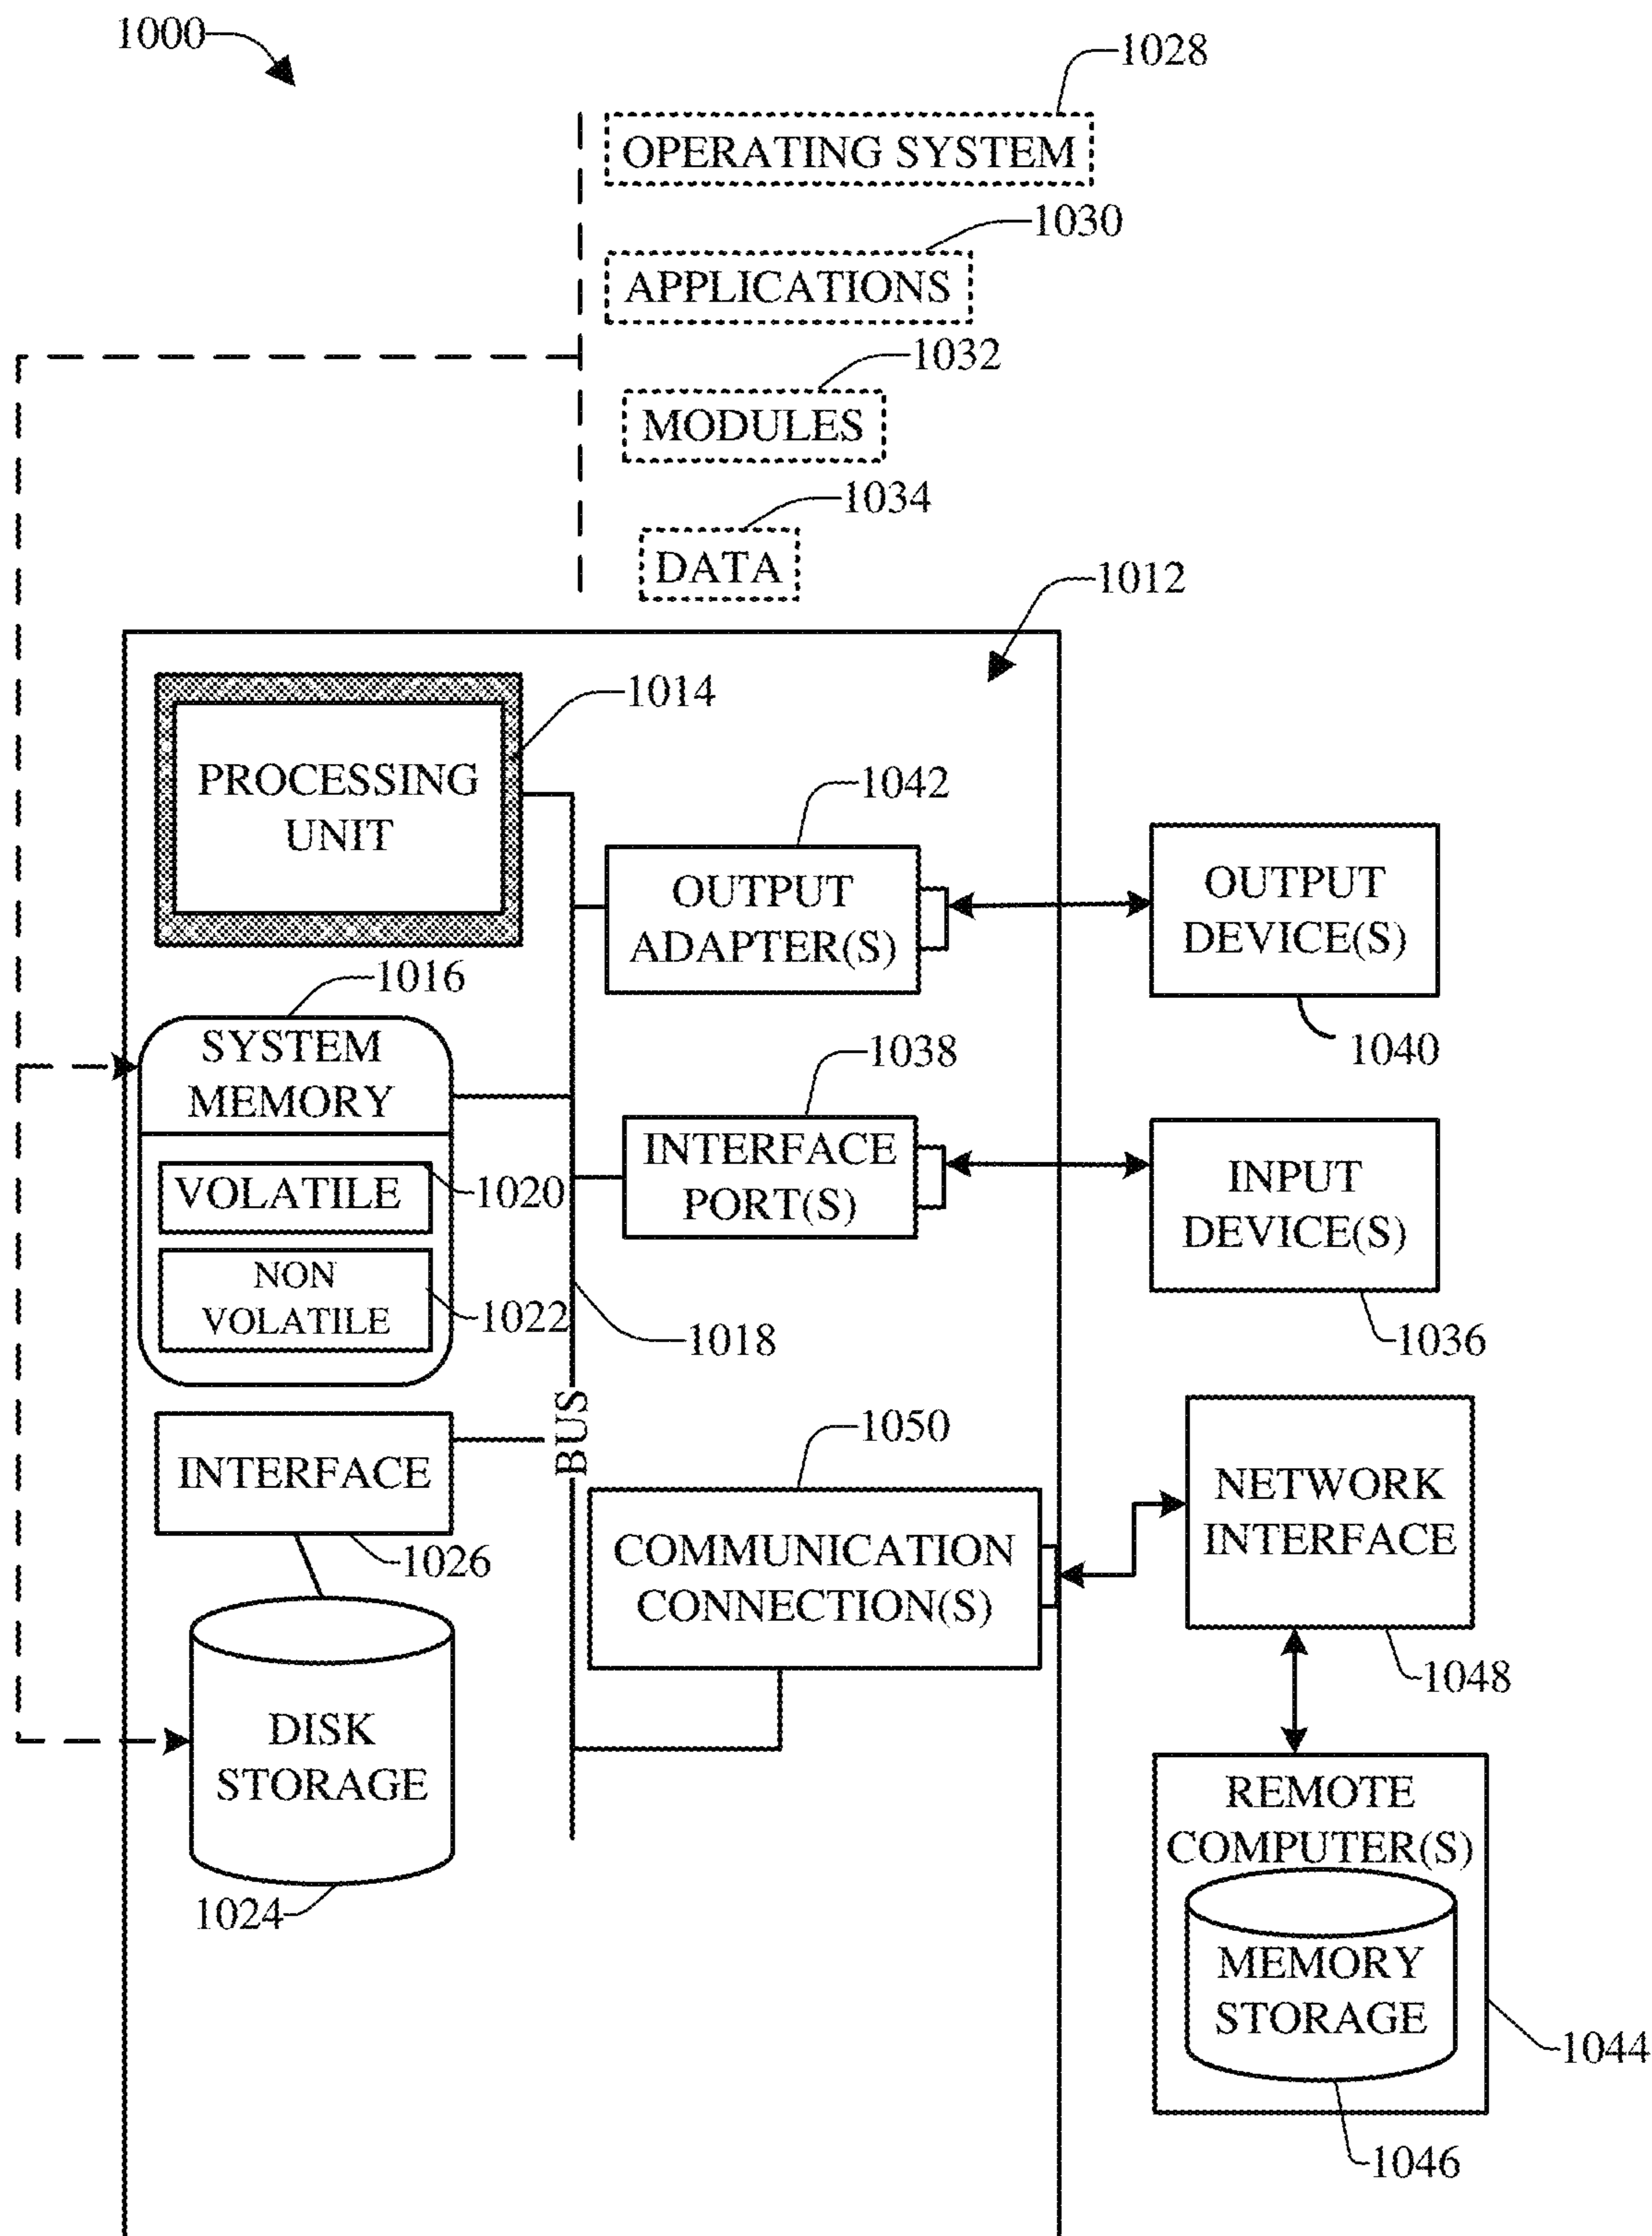 1000
1028
OPERATING SYSTEM
1030
APPLICATIONS
1032
MODULES
1034
DATA
1012
1014
PROCESSING
UNIT
1042
OUTPUT
ADAPTER(S)
OUTPUT
DEVICE(S)
1040
1016
SYSTEM
MEMORY
1038
INTERFACE
PORT(S)
INPUT
DEVICE(S)
1036
VOLATILE
1020
NON
VOLATILE
1022
1018
BUS
INTERFACE
1026
1050
COMMUNICATION
CONNECTION(S)
NETWORK
INTERFACE
1048
DISK
STORAGE
1024
REMOTE
COMPUTER(S)
MEMORY
STORAGE
1044
1046